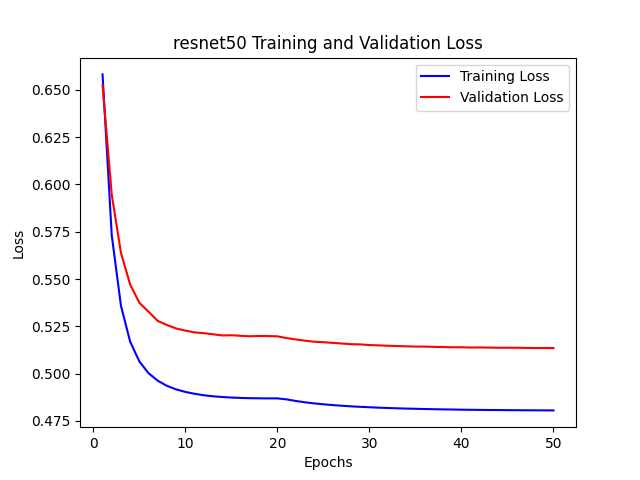 resnet50 Training and Validation Loss
Training Loss
Validation Loss
0.650
0.625
0.600
0.575
0.550
0.525
0.500
0.475
Loss
0
10
20
30
40
50
Epochs